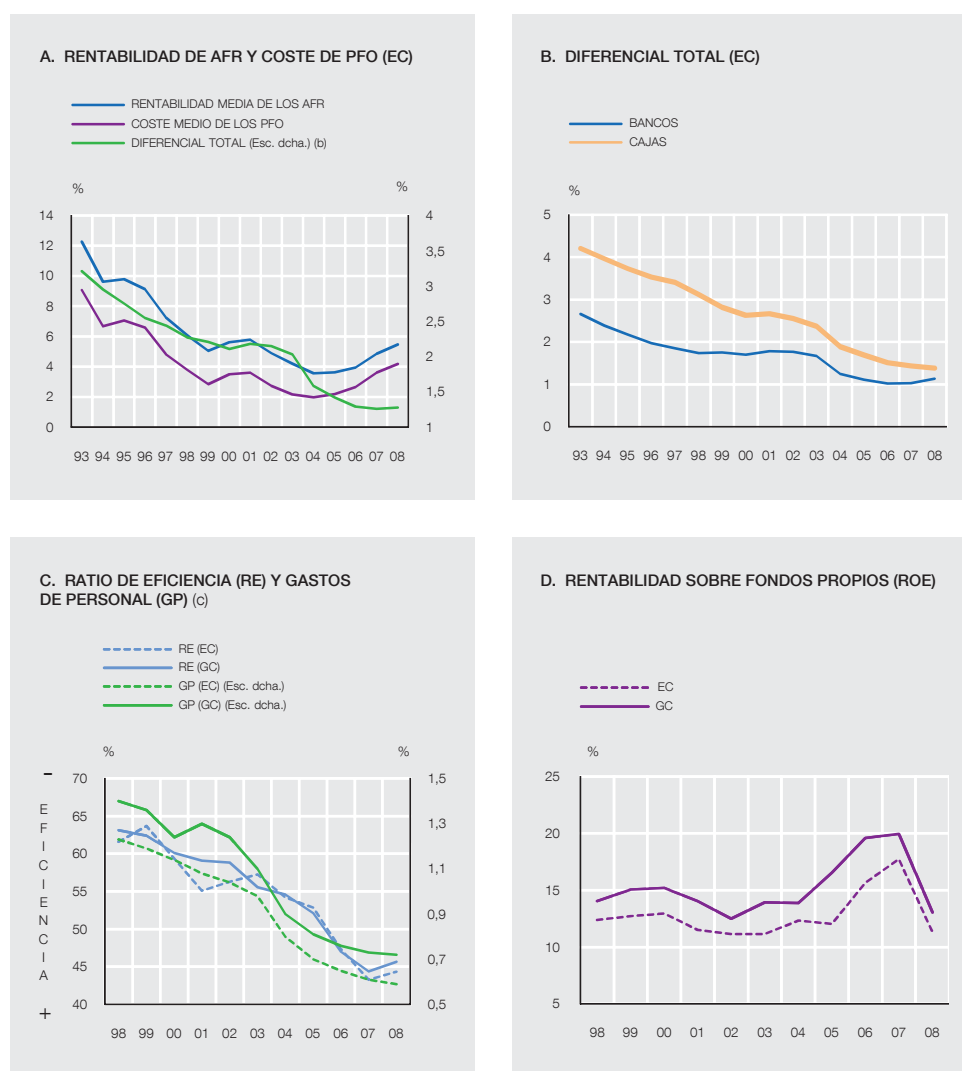 A. RENTABILIDAD DE AFR Y COSTE DE PFO (EC)
RENTABILIDAD MEDIA DE LOS AFR
COSTE MEDIO DE LOS PFO
DIFERENCIAL TOTAL (Esc. dcha.) (b)
% %
14 4
12 3,5
10 3
8 2,5
6 2
4 1,5
2 1
0
93 94 95 96 97 98 99 00 01 02 03 04 05 06 07 08
B. DIFERENCIAL TOTAL (EC)
BANCOS
CAJAS
%
5
4
3
2
1
0
93 94 95 96 97 98 99 00 01 02 03 04 05 06 07 08
C. RATIO DE EFICIENCIA (RE) Y GASTOS
DE PERSONAL (GP) (c)
RE (EC)
RE (GC)
GP (EC) (Esc. dcha.)
GP (GC) (Esc. dcha.)
% %
–
EFICIENCIA
+
70 1,5
65 1,3
60 1,1
55 0,9
50 0,7
45 0,5
40
98 99 00 01 02 03 04 05 06 07 08
D. RENTABILIDAD SOBRE FONDOS PROPIOS (ROE)
EC
GC
%
25
20
15
10
5
98 99 00 01 02 03 04 05 06 07 08